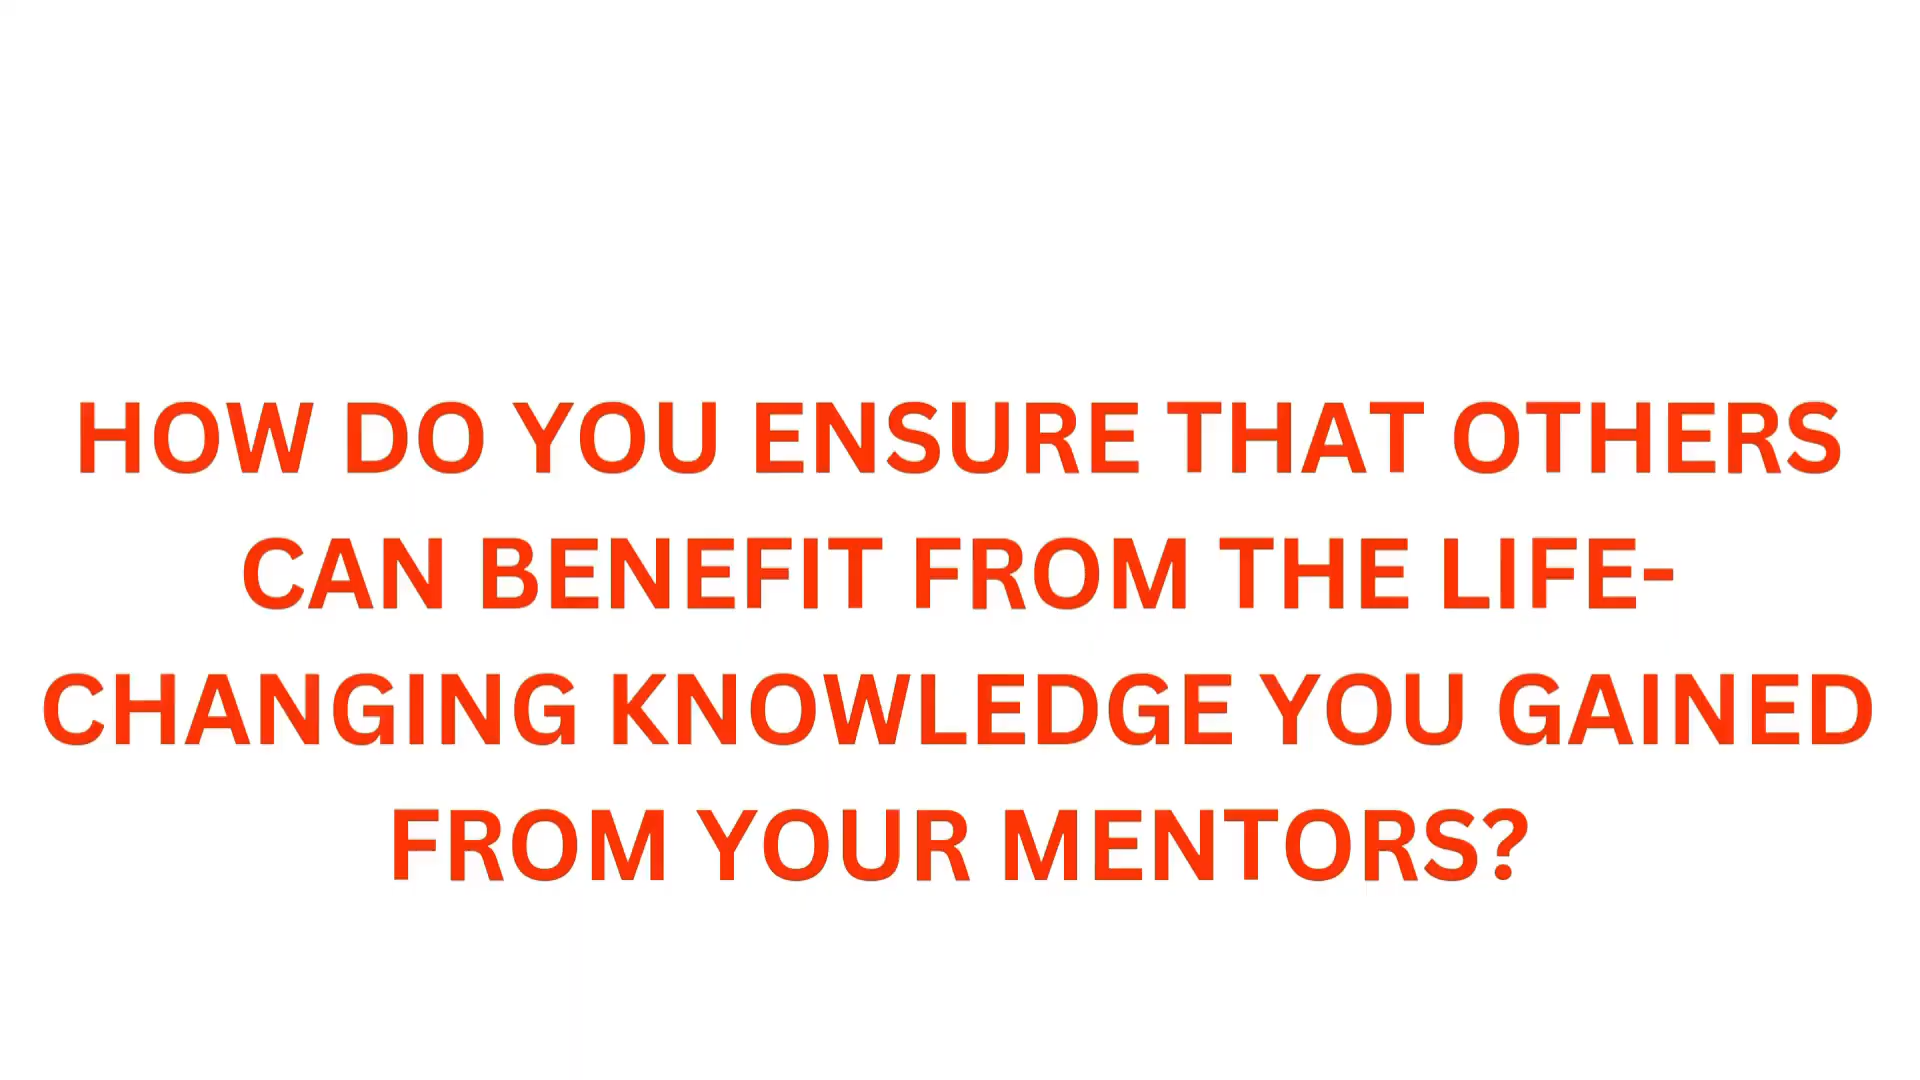 HOW DO YOU ENSURE THAT OTHERS
CAN BENEFIT FROM THE LIFE-
CHANGING KNOWLEDGE YOU GAINED
FROM YOUR MENTORS?